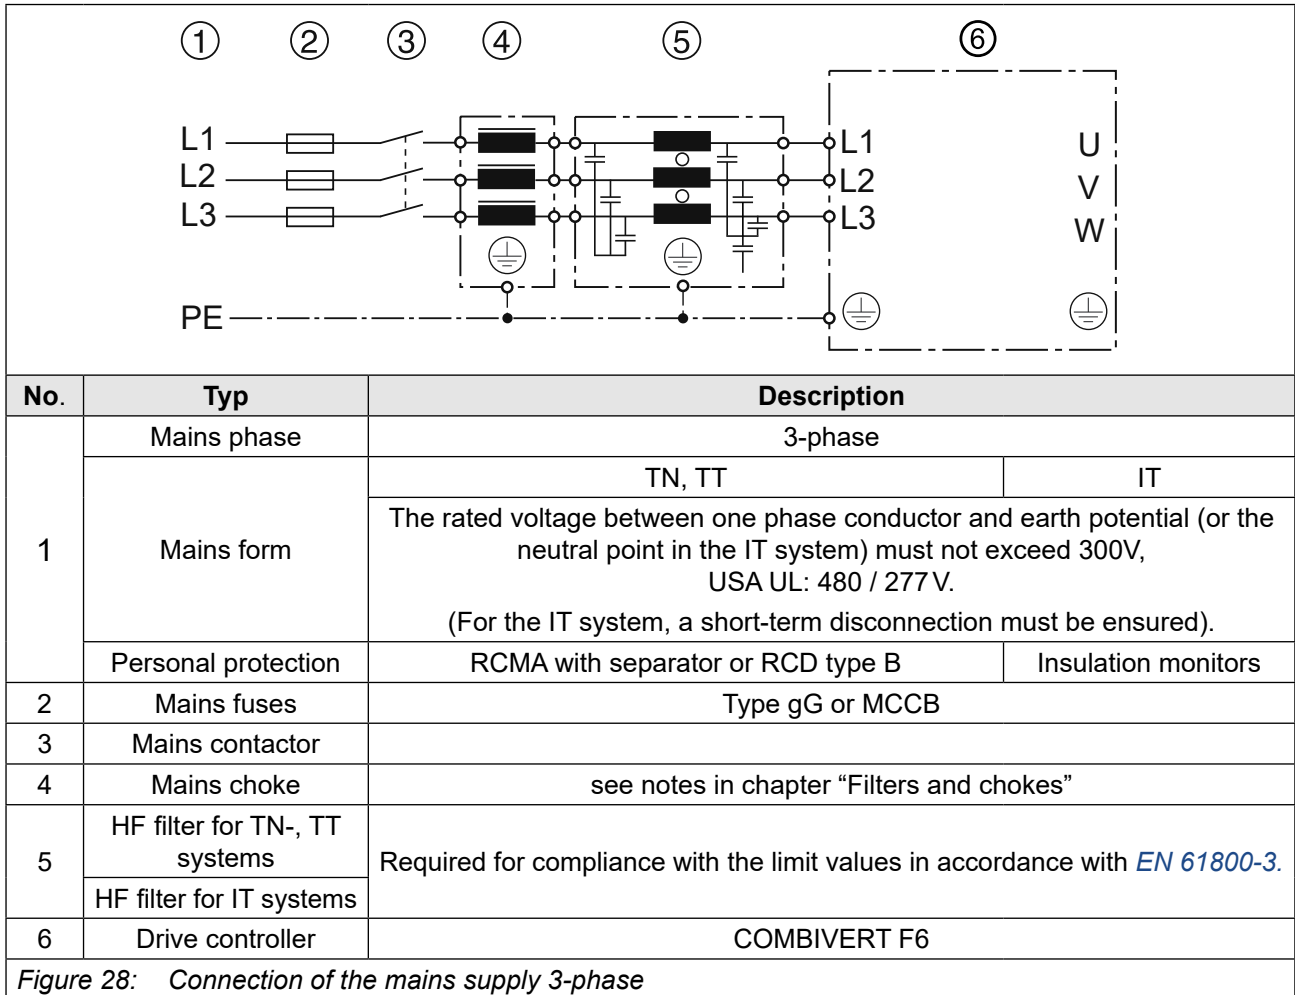 ① ② ③ ④ ⑤ ⑥
L1 L1 U
L2 L2 V
L3 L3 W
PE
No. Typ Description
1 Mains phase 3-phase
Mains form TN, TT IT
The rated voltage between one phase conductor and earth potential (or the
neutral point in the IT system) must not exceed 300V,
USA UL: 480 / 277 V.
(For the IT system, a short-term disconnection must be ensured).
Personal protection RCMA with separator or RCD type B Insulation monitors
2 Mains fuses Type gG or MCCB
3 Mains contactor
4 Mains choke see notes in chapter “Filters and chokes”
5 HF filter for TN-, TT
systems
Required for compliance with the limit values in accordance with EN 61800-3.
HF filter for IT systems
6 Drive controller COMBIVERT F6
Figure 28: Connection of the mains supply 3-phase